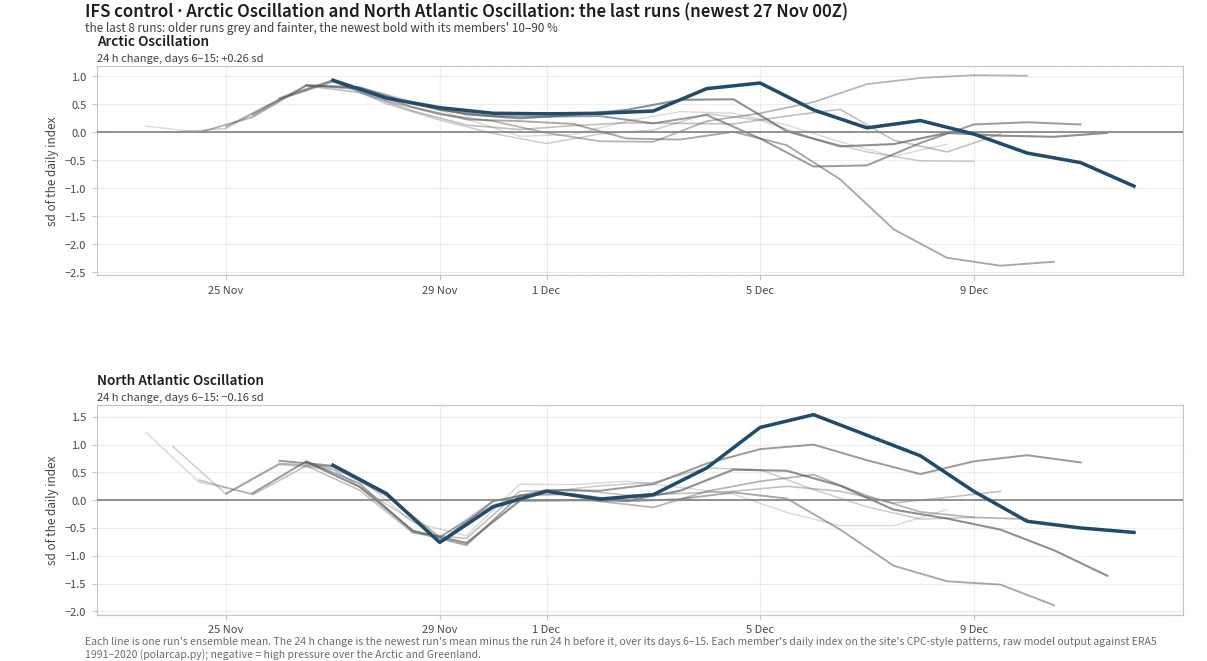 IFS control · Arctic Oscillation and North Atlantic Oscillation: the last runs (newest 27 Nov 00Z)
the last 8 runs: older runs grey and fainter, the newest bold with its members' 10–90 %
Arctic Oscillation
24 h change, days 6–15: +0.26 sd
sd of the daily index
1.0
0.5
0.0
−0.5
−1.0
−1.5
−2.0
−2.5
25 Nov
29 Nov
1 Dec
5 Dec
9 Dec
North Atlantic Oscillation
24 h change, days 6–15: −0.16 sd
sd of the daily index
1.5
1.0
0.5
0.0
−0.5
−1.0
−1.5
−2.0
25 Nov
29 Nov
1 Dec
5 Dec
9 Dec
Each line is one run's ensemble mean. The 24 h change is the newest run's mean minus the run 24 h before it, over its days 6–15. Each member's daily index on the site's CPC-style patterns, raw model output against ERA5
1991–2020 (polarcap.py); negative = high pressure over the Arctic and Greenland.